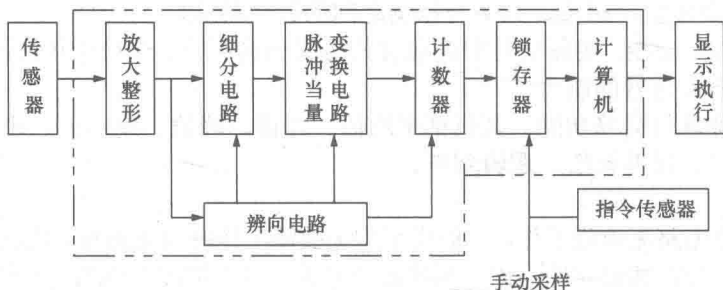 传感器
放大整形
细分电路
脉冲当量
变换电路
计数器
锁存器
计算机
显示执行
辨向电路
指令传感器
手动采样